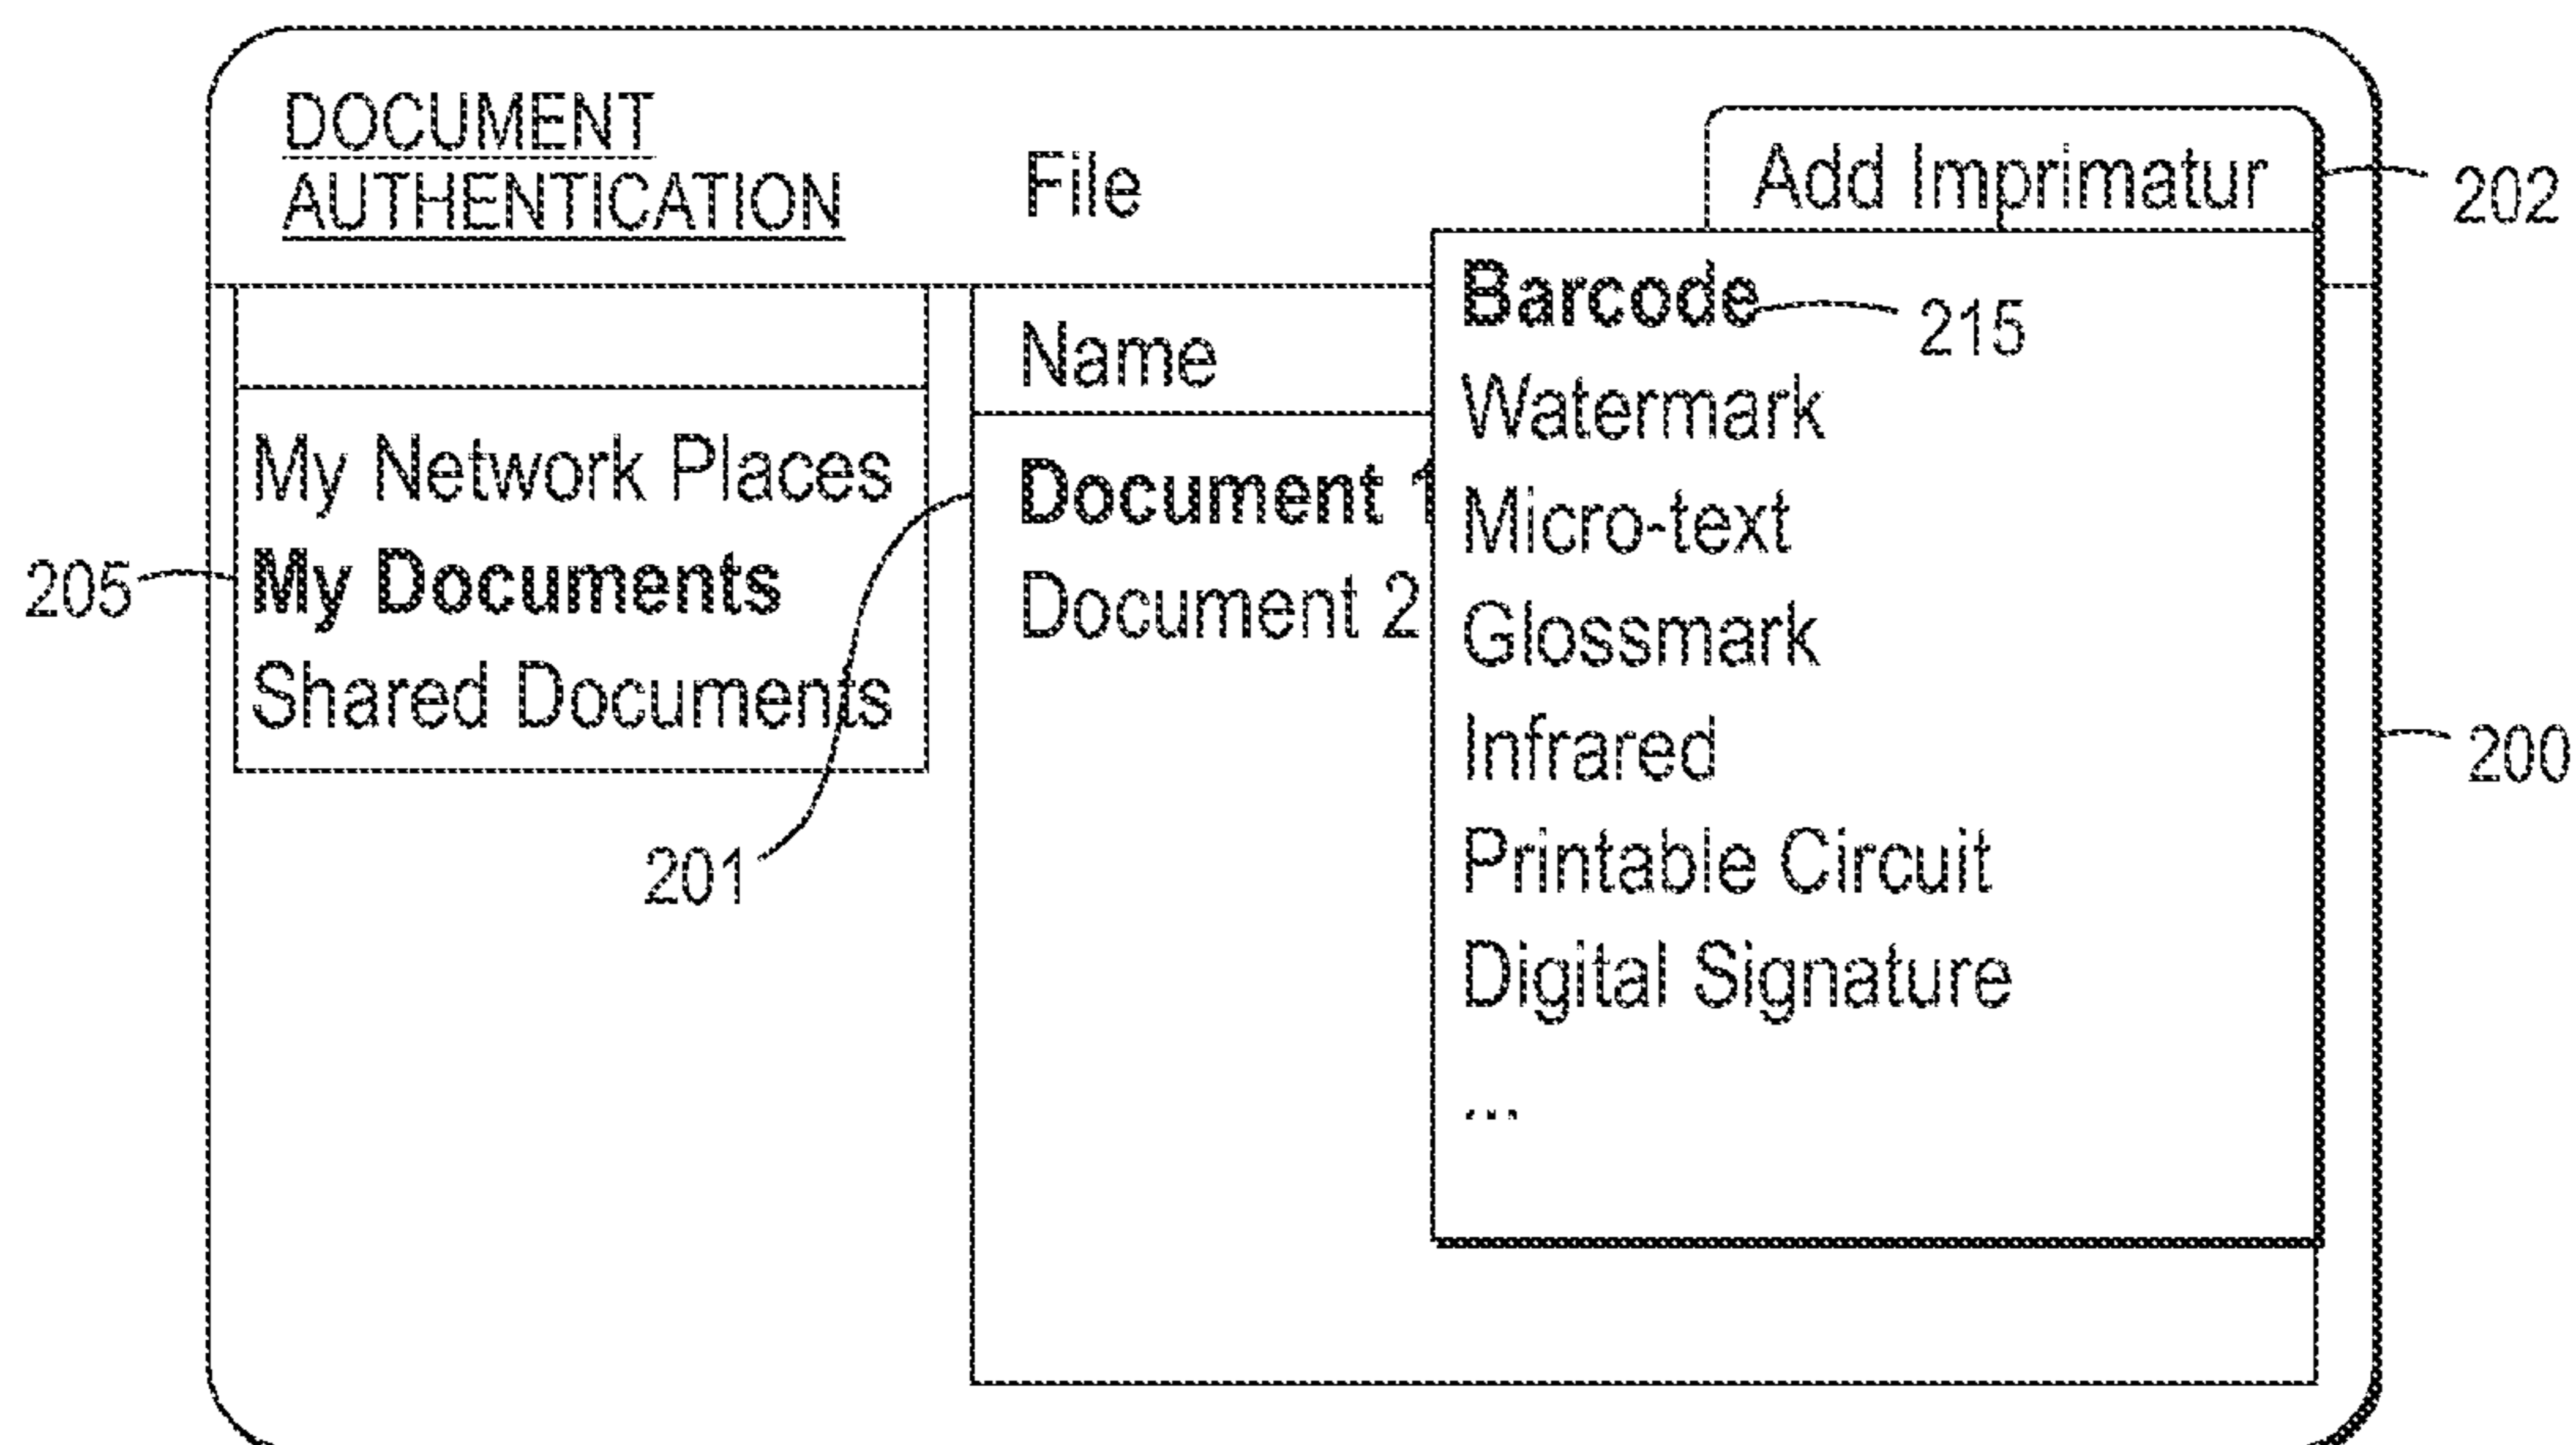 DOCUMENT
AUTHENTICATION
File
Add Imprimatur
202
My Network Places
205
My Documents
Shared Documents
201
Name
Document 1
Document 2
Barcode
215
Watermark
Micro-text
Glossmark
Infrared
Printable Circuit
Digital Signature
...
200